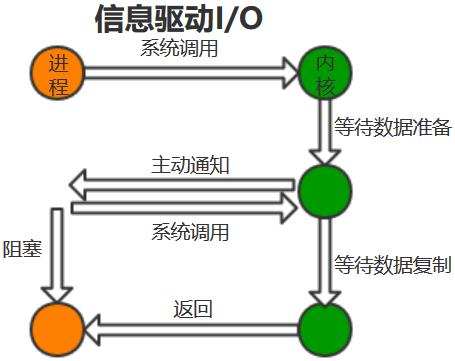 信息驱动I/O
系统调用
进程
内核
等待数据准备
主动通知
系统调用
阻塞
等待数据复制
返回